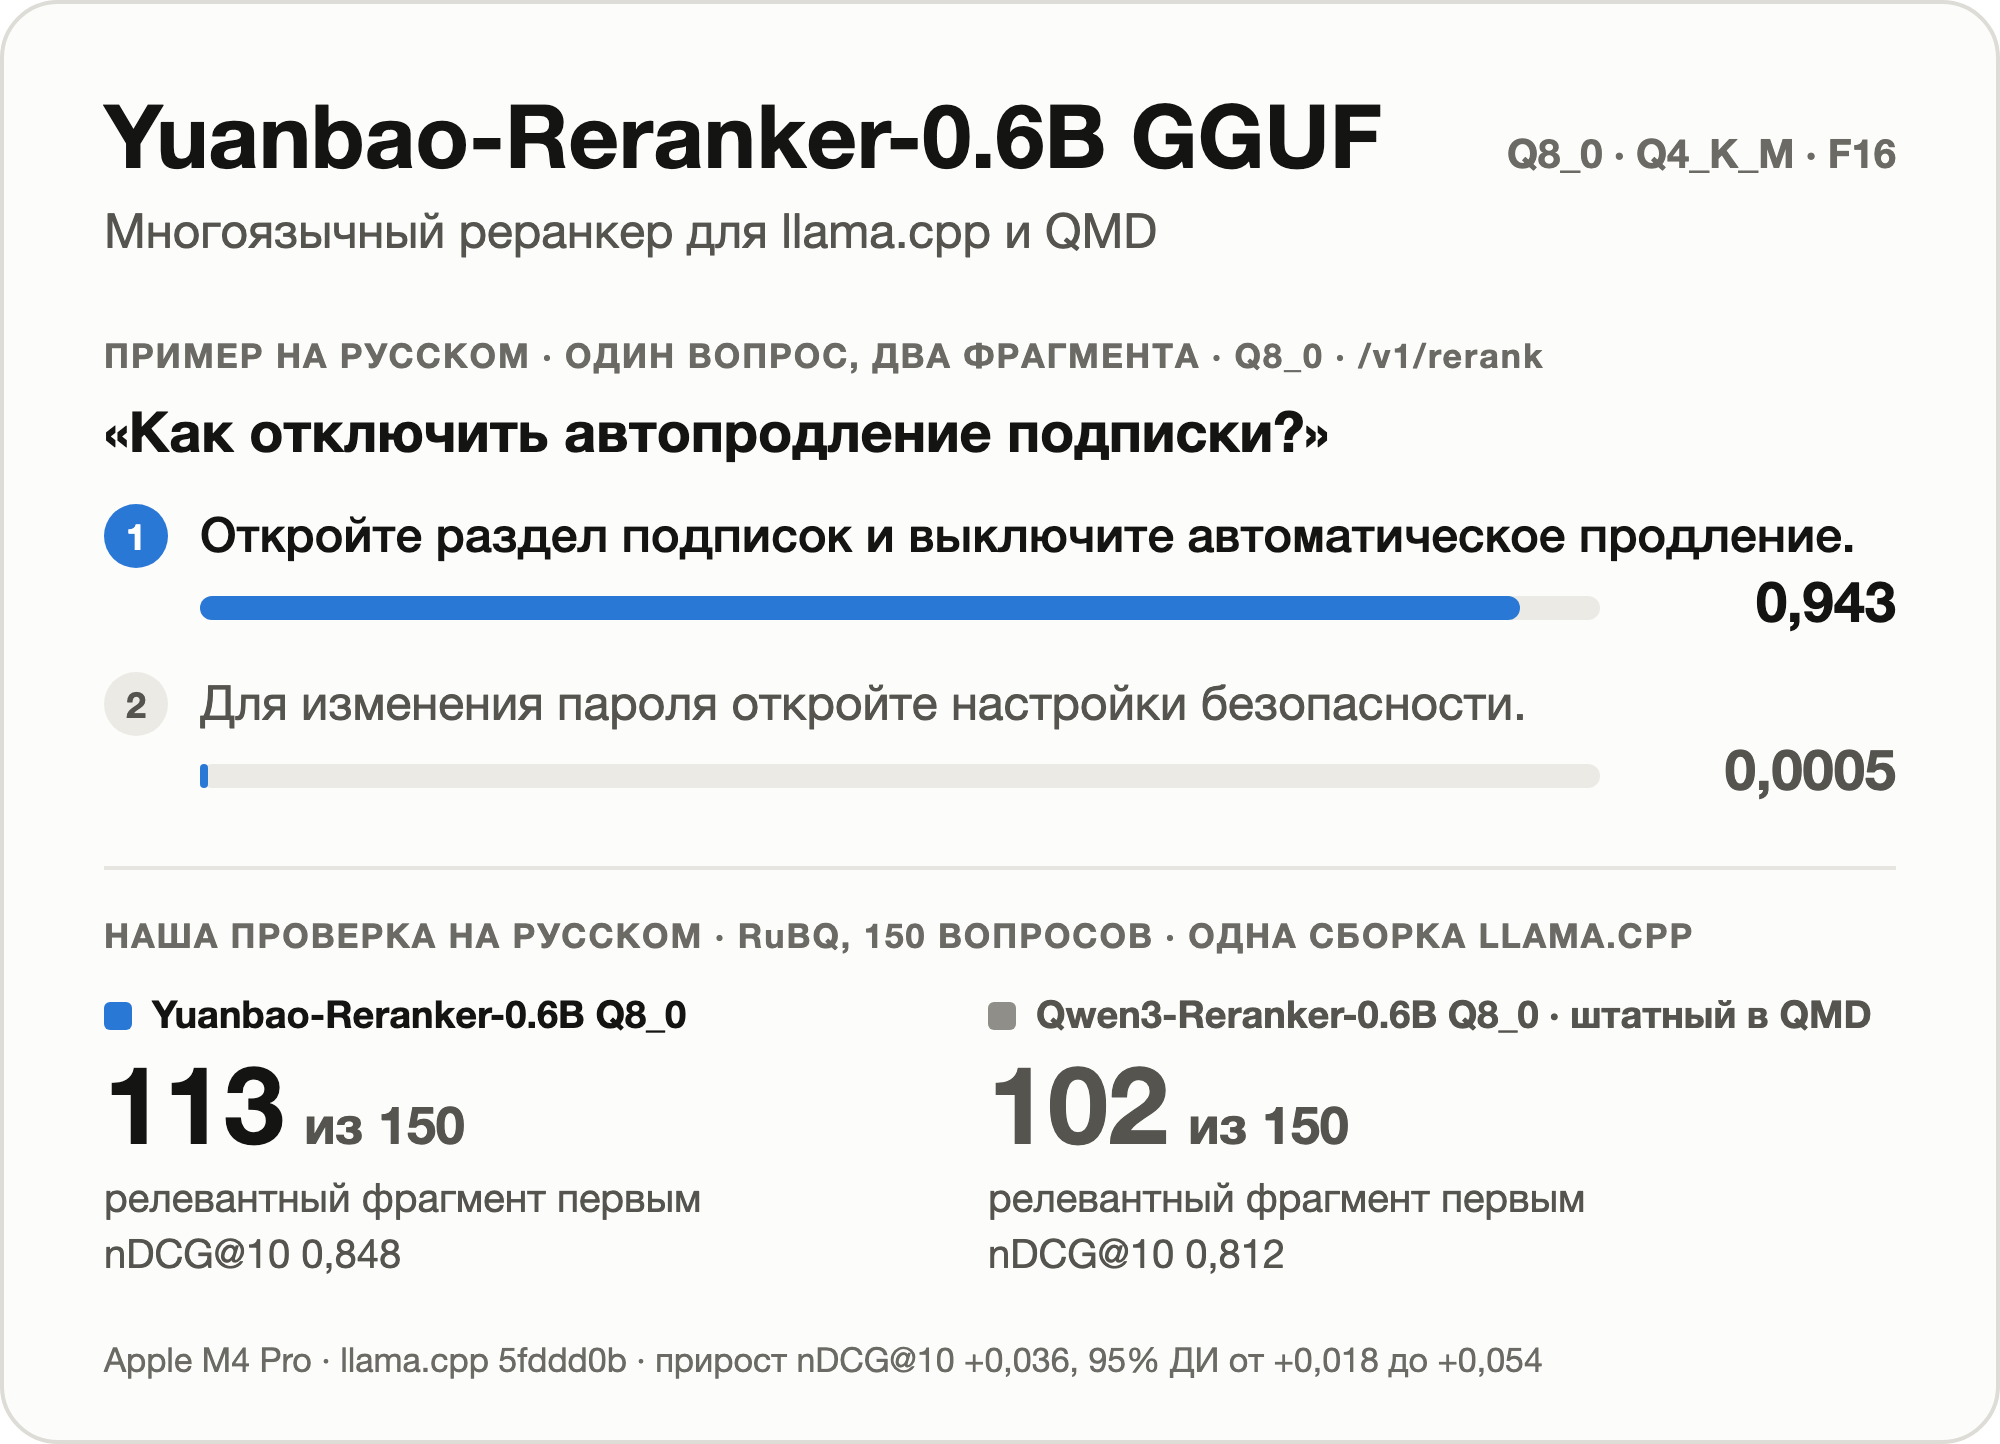 Yuanbao-Reranker-0.6B GGUF
Q8_0 · Q4_K_M · F16
Многоязычный реранкер для llama.cpp и QMD
ПРИМЕР НА РУССКОМ · ОДИН ВОПРОС, ДВА ФРАГМЕНТА · Q8_0 · /v1/rerank
«Как отключить автопродление подписки?»
1 Откройте раздел подписок и выключите автоматическое продление.
0,943
2 Для изменения пароля откройте настройки безопасности.
0,0005
НАША ПРОВЕРКА НА РУССКОМ · RuBQ, 150 ВОПРОСОВ · ОДНА СБОРКА LLAMA.CPP
Yuanbao-Reranker-0.6B Q8_0
113 из 150
релевантный фрагмент первым
nDCG@10 0,848
Qwen3-Reranker-0.6B Q8_0 · штатный в QMD
102 из 150
релевантный фрагмент первым
nDCG@10 0,812
Apple M4 Pro · llama.cpp 5fddd0b · прирост nDCG@10 +0,036, 95% ДИ от +0,018 до +0,054